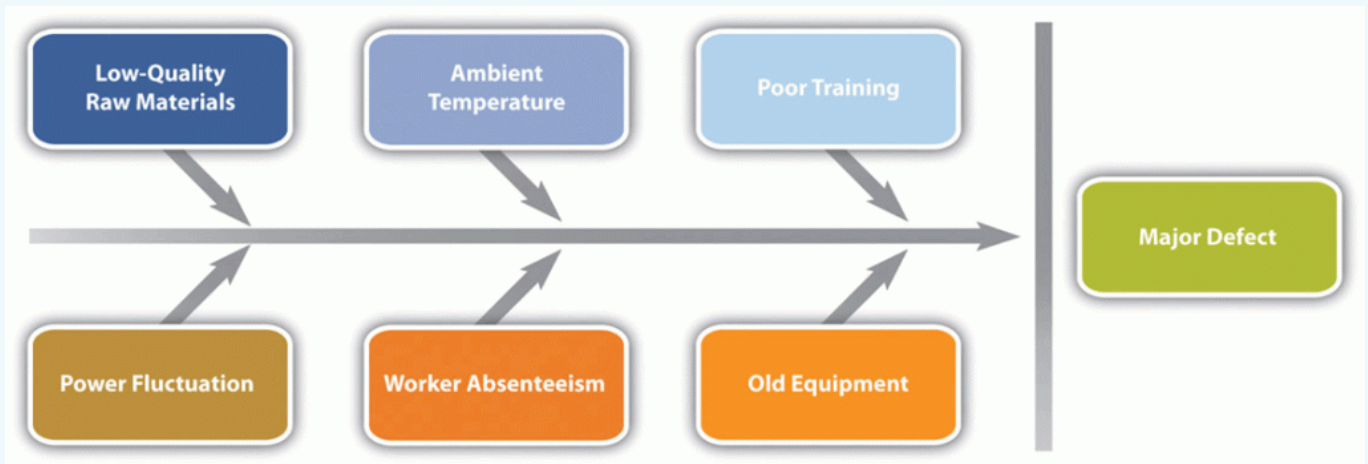 Low-Quality
Raw Materials
Ambient
Temperature
Poor Training
Major Defect
Power Fluctuation
Worker Absenteeism
Old Equipment